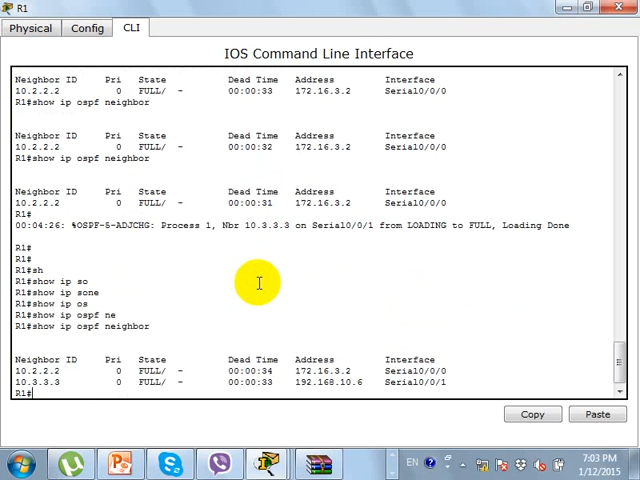 R1
Physical Config CLI
IOS Command Line Interface
Neighbor ID Pri State Dead Time Address Interface
10.2.2.2 0 FULL/ - 00:00:33 172.16.3.2 Serial0/0/0
R1#show ip ospf neighbor
Neighbor ID Pri State Dead Time Address Interface
10.2.2.2 0 FULL/ - 00:00:32 172.16.3.2 Serial0/0/0
R1#show ip ospf neighbor
Neighbor ID Pri State Dead Time Address Interface
10.2.2.2 0 FULL/ - 00:00:31 172.16.3.2 Serial0/0/0
R1#
00:04:26: %OSPF-5-ADJCHG: Process 1, Nbr 10.3.3.3 on Serial0/0/1 from LOADING to FULL, Loading Done
R1#
R1#
R1#sh
R1#show ip so
R1#show ip sone
R1#show ip os
R1#show ip ospf ne
R1#show ip ospf neighbor
Neighbor ID Pri State Dead Time Address Interface
10.2.2.2 0 FULL/ - 00:00:34 172.16.3.2 Serial0/0/0
10.3.3.3 0 FULL/ - 00:00:33 192.168.10.6 Serial0/0/1
R1#
Copy Paste
EN
7:03 PM
1/12/2015